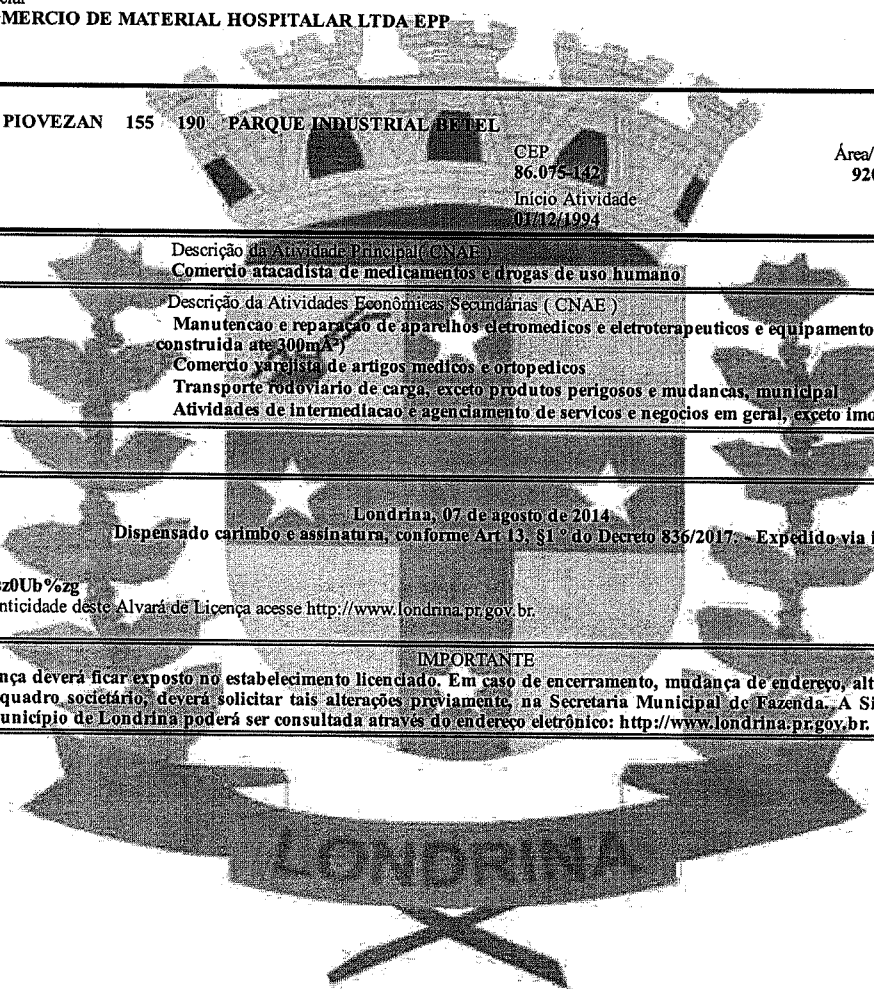 MERCIO DE MATERIAL HOSPITALAR LTDA EPP
PIOVEZAN 155 190 PARQUE INDUSTRIAL BETEL
CEP Área/
86.075-142 920
Início Atividade
01/12/1994
Descrição da Atividade Principal( CNAE )
Comercio atacadista de medicamentos e drogas de uso humano
Descrição da Atividades Econômicas Secundárias ( CNAE )
Manutencao e reparacao de aparelhos eletromedicos e eletroterapeuticos e equipamento
construida ate 300mA²)
Comercio varejista de artigos medicos e ortopedicos
Transporte rodoviario de carga, exceto produtos perigosos e mudancas, municipal
Atividades de intermediacao e agenciamento de servicos e negocios em geral, exceto imo
Londrina, 07 de agosto de 2014
Dispensado carimbo e assinatura, conforme Art 13, §1 º do Decreto 836/2017. - Expedido via i
z0Ub%zg
nticidade deste Alvará de Licença acesse http://www.londrina.pr.gov.br.
IMPORTANTE
nça deverá ficar exposto no estabelecimento licenciado. Em caso de encerramento, mudança de endereço, alt
quadro societário, deverá solicitar tais alterações previamente, na Secretaria Municipal de Fazenda. A Si
unicípio de Londrina poderá ser consultada através do endereço eletrônico: http://www.londrina.pr.gov.br.
LONDRINA